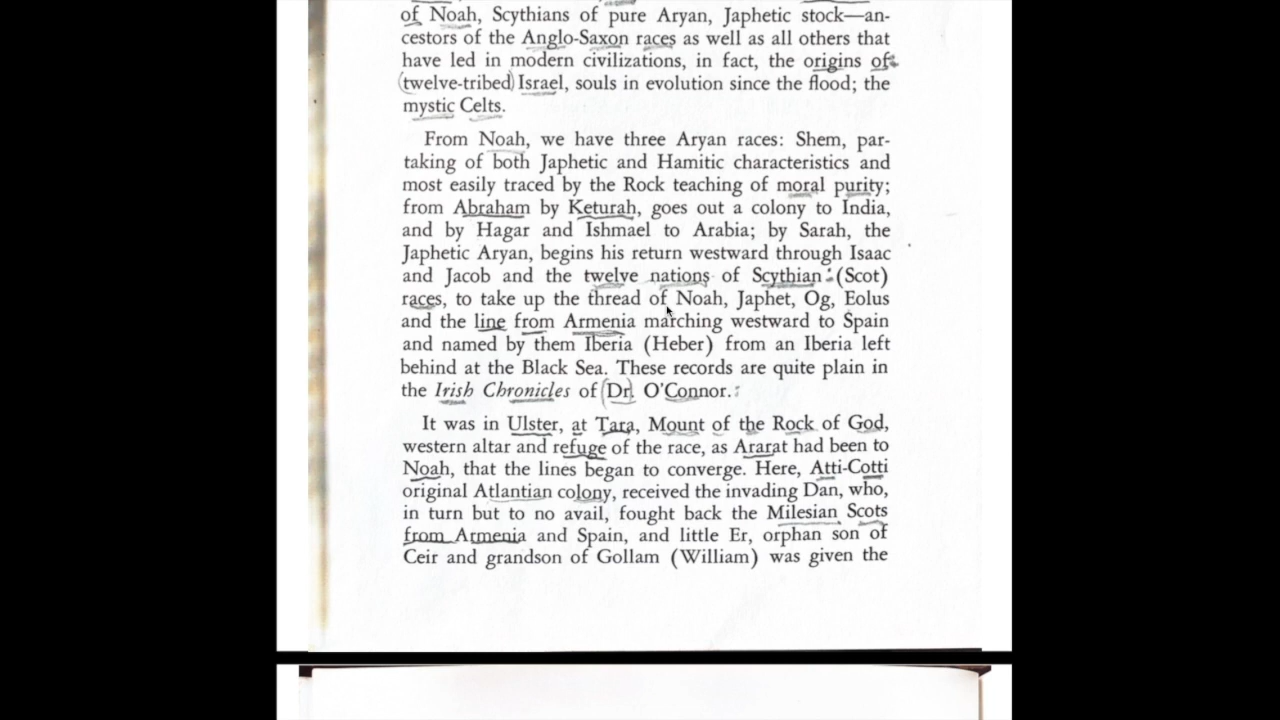 of Noah, Scythians of pure Aryan, Japhetic stock—an-
cestors of the Anglo-Saxon races as well as all others that
have led in modern civilizations, in fact, the origins of
(twelve-tribed) Israel, souls in evolution since the flood; the
mystic Celts.
From Noah, we have three Aryan races: Shem, par-
taking of both Japhetic and Hamitic characteristics and
most easily traced by the Rock teaching of moral purity;
from Abraham by Keturah, goes out a colony to India,
and by Hagar and Ishmael to Arabia; by Sarah, the
Japhetic Aryan, begins his return westward through Isaac
and Jacob and the twelve nations of Scythian (Scot)
races, to take up the thread of Noah, Japhet, Og, Eolus
and the line from Armenia marching westward to Spain
and named by them Iberia (Heber) from an Iberia left
behind at the Black Sea. These records are quite plain in
the Irish Chronicles of (Dr). O'Connor.
It was in Ulster, at Tara, Mount of the Rock of God,
western altar and refuge of the race, as Ararat had been to
Noah, that the lines began to converge. Here, Atti-Cotti
original Atlantian colony, received the invading Dan, who,
in turn but to no avail, fought back the Milesian Scots
from Armenia and Spain, and little Er, orphan son of
Ceir and grandson of Gollam (William) was given the